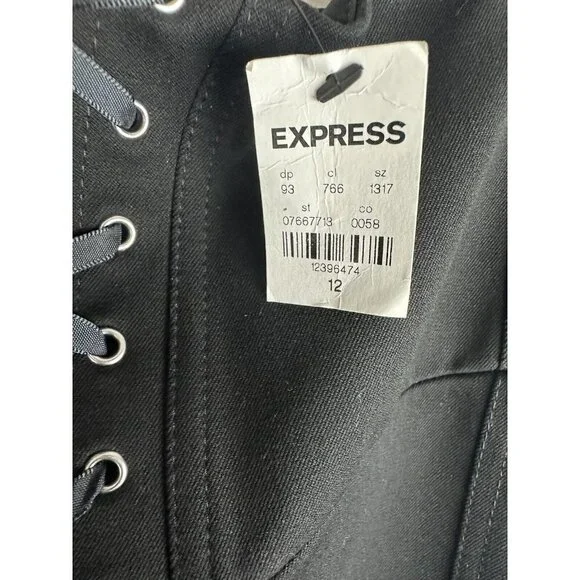 EXPRESS
dp cl sz
93 766 1317
- st co
07667713 0058
12396474
12